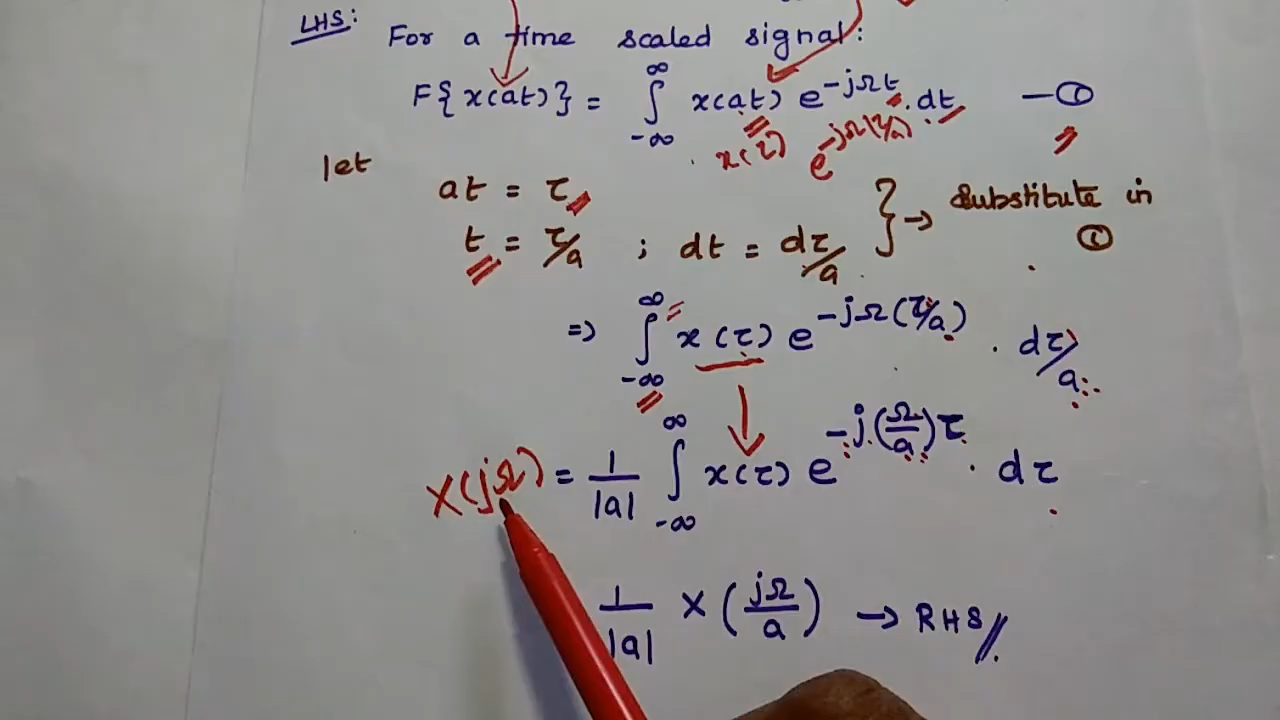 LHS: For a time scaled signal:
F{x(at)} = ∫_{-∞}^{∞} x(at) e^{-jΩt} . dt — ①
x(τ) e^{-jΩ(τ/a)}
let
at = τ
t = τ/a ; dt = dτ/a } → Substitute in ①
⇒ ∫_{-∞}^{∞} x(τ) e^{-jΩ(τ/a)} . dτ/a
X(jΩ) = 1/|a| ∫_{-∞}^{∞} x(τ) e^{-j(Ω/a)τ} . dτ
1/|a| X(jΩ/a) → RHS